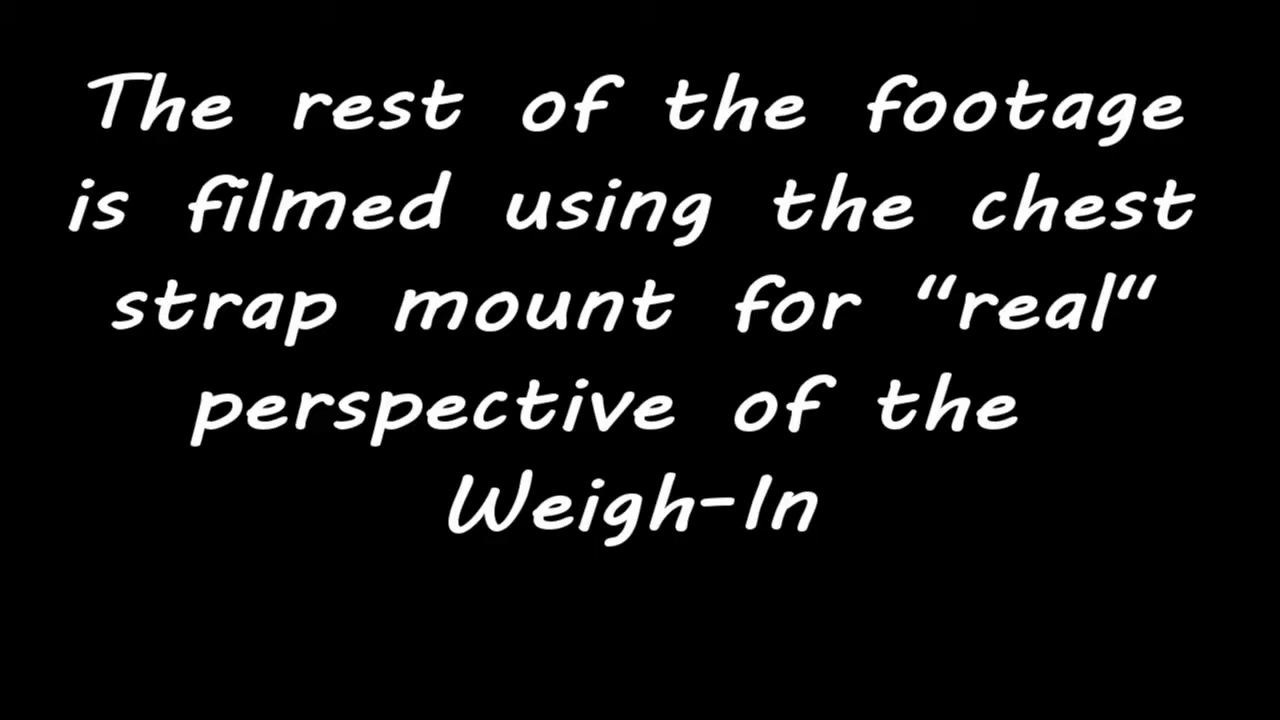 The rest of the footage
is filmed using the chest
strap mount for “real“
perspective of the
Weigh-In